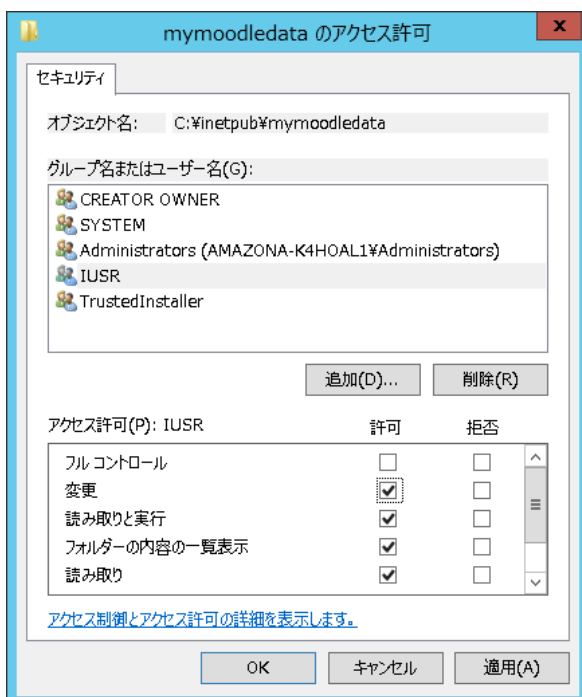 mymoodledata のアクセス許可
x
セキュリティ
オブジェクト名: C:¥inetpub¥mymoodledata
グループ名またはユーザー名(G):
CREATOR OWNER
SYSTEM
Administrators (AMAZONA-K4HOAL1¥Administrators)
IUSR
TrustedInstaller
追加(D)... 削除(R)
アクセス許可(P): IUSR 許可 拒否
フル コントロール
変更
読み取りと実行
フォルダーの内容の一覧表示
読み取り
アクセス制御とアクセス許可の詳細を表示します。
OK キャンセル 適用(A)